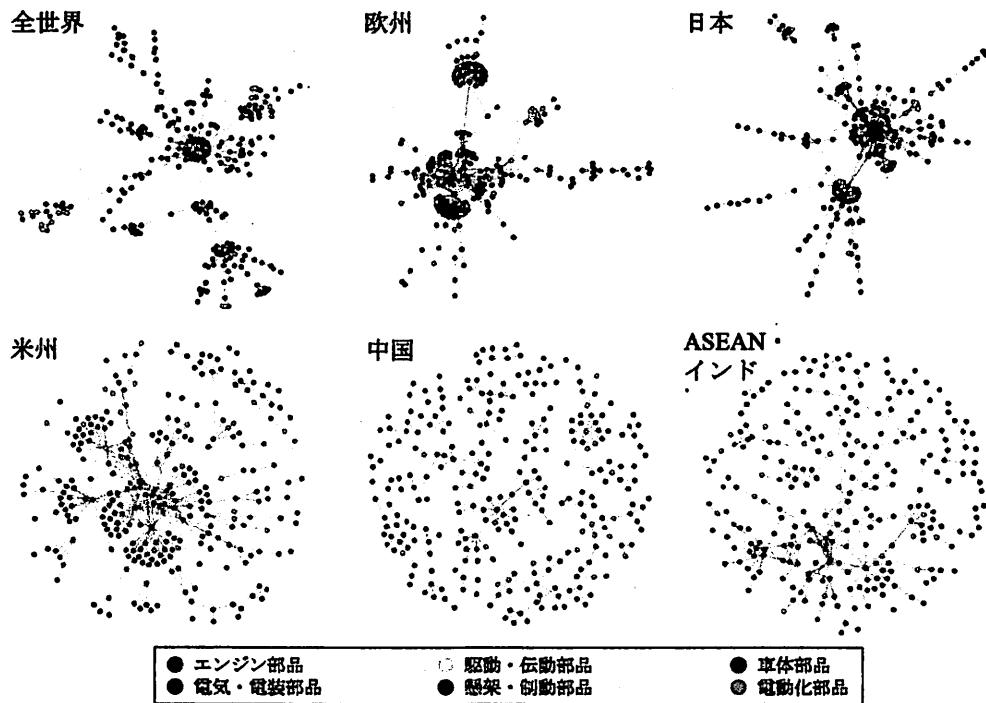 全世界
欧州
日本
米州
中国
ASEAN・
インド
エンジン部品
駆動・伝動部品
車体部品
電気・電装部品
懸架・制動部品
電動化部品